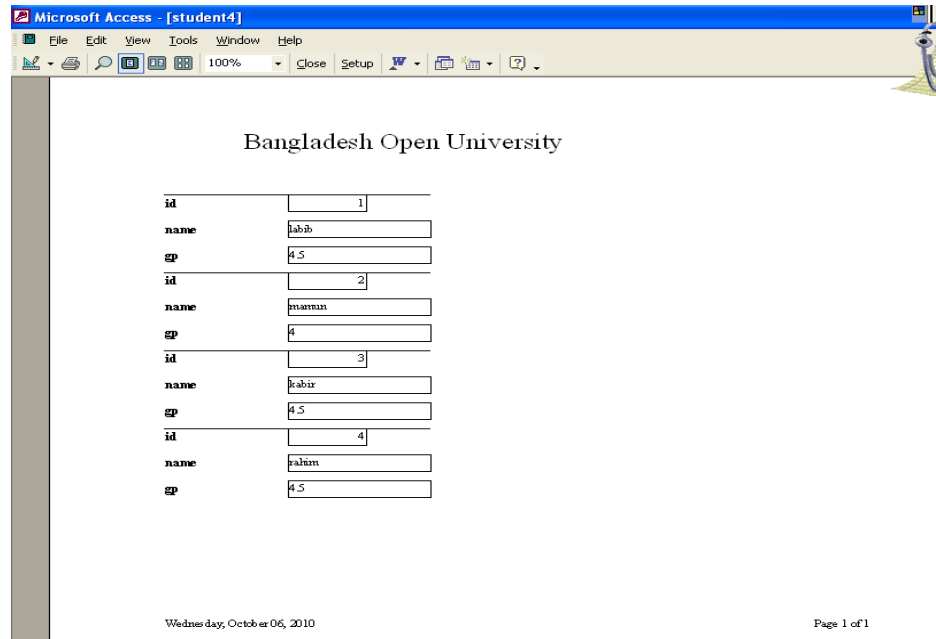 Microsoft Access - [student4]
File Edit View Tools Window Help
100% Close Setup
Bangladesh Open University
id 1
name labib
gp 4.5
id 2
name mamun
gp 4
id 3
name kabir
gp 4.5
id 4
name rahim
gp 4.5
Wednesday, October 06, 2010 Page 1 of 1